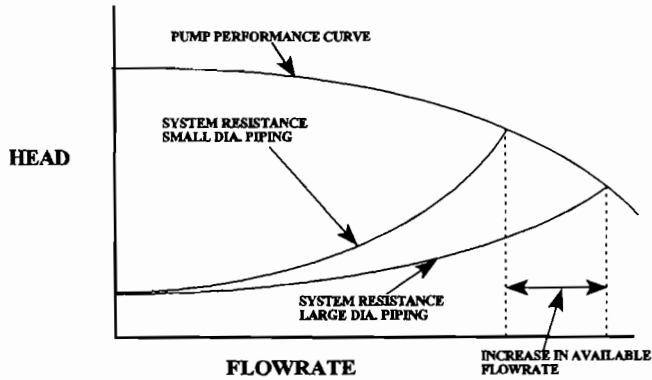 PUMP PERFORMANCE CURVE
SYSTEM RESISTANCE
SMALL DIA. PIPING
HEAD
SYSTEM RESISTANCE
LARGE DIA. PIPING
FLOWRATE
INCREASE IN AVAILABLE
FLOWRATE